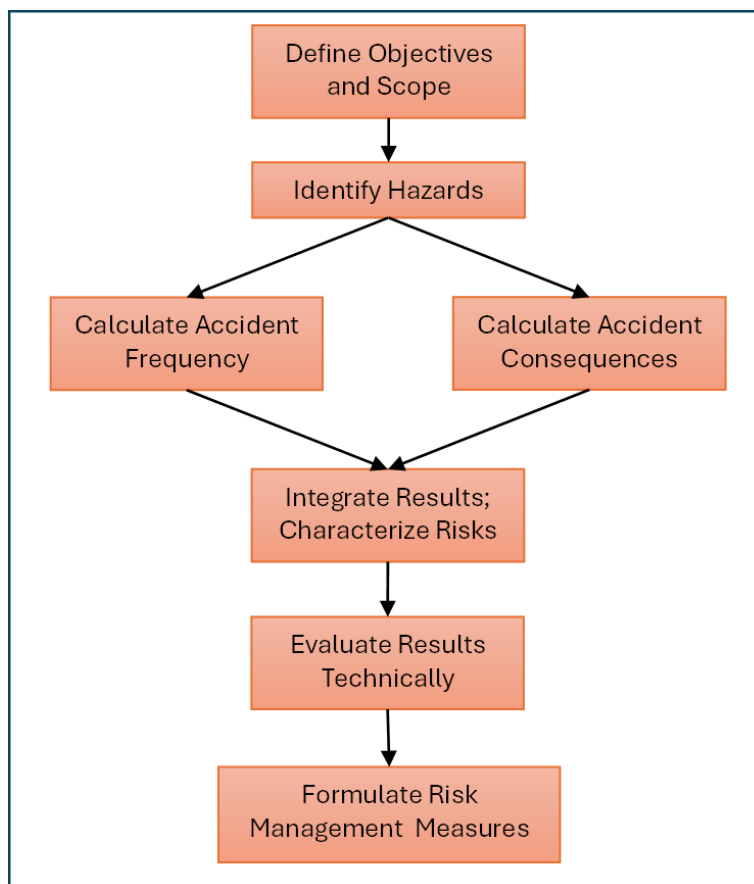 Define Objectives
and Scope
Identify Hazards
Calculate Accident
Frequency
Calculate Accident
Consequences
Integrate Results;
Characterize Risks
Evaluate Results
Technically
Formulate Risk
Management  Measures